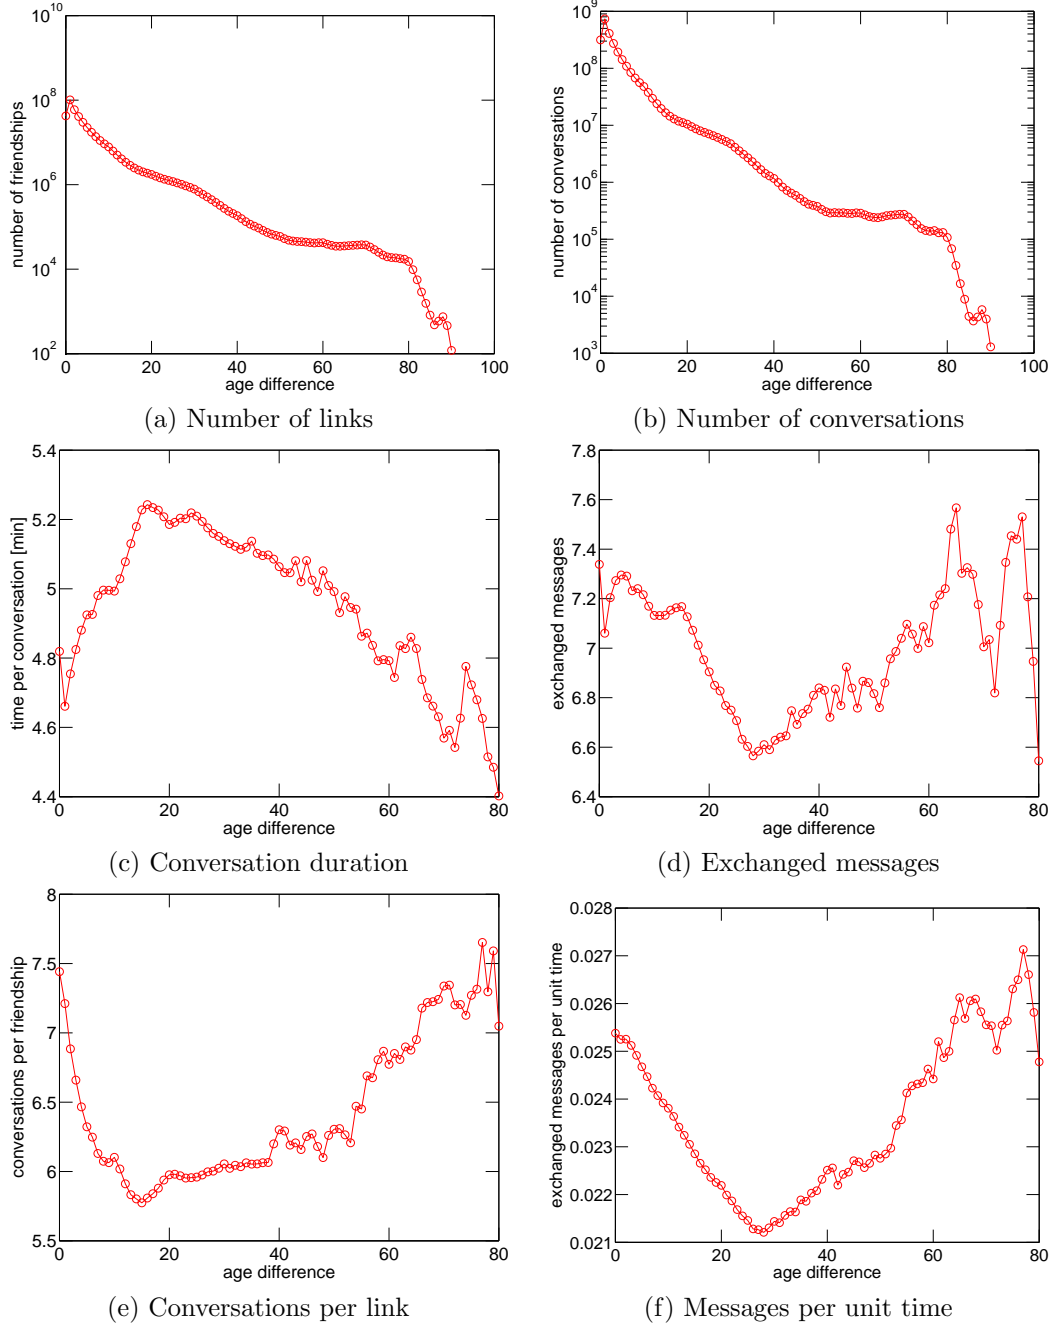 10^10
10^8
10^6
10^4
10^2
number of friendships
0 20 40 60 80 100
age difference
(a) Number of links
10^9
10^8
10^7
10^6
10^5
10^4
10^3
number of conversations
0 20 40 60 80 100
age difference
(b) Number of conversations
5.4
5.2
5
4.8
4.6
4.4
time per conversation [min]
0 20 40 60 80
age difference
(c) Conversation duration
7.8
7.6
7.4
7.2
7
6.8
6.6
6.4
exchanged messages
0 20 40 60 80
age difference
(d) Exchanged messages
8
7.5
7
6.5
6
5.5
conversations per friendship
0 20 40 60 80
age difference
(e) Conversations per link
0.028
0.027
0.026
0.025
0.024
0.023
0.022
0.021
exchanged messages per unit time
0 20 40 60 80
age difference
(f) Messages per unit time